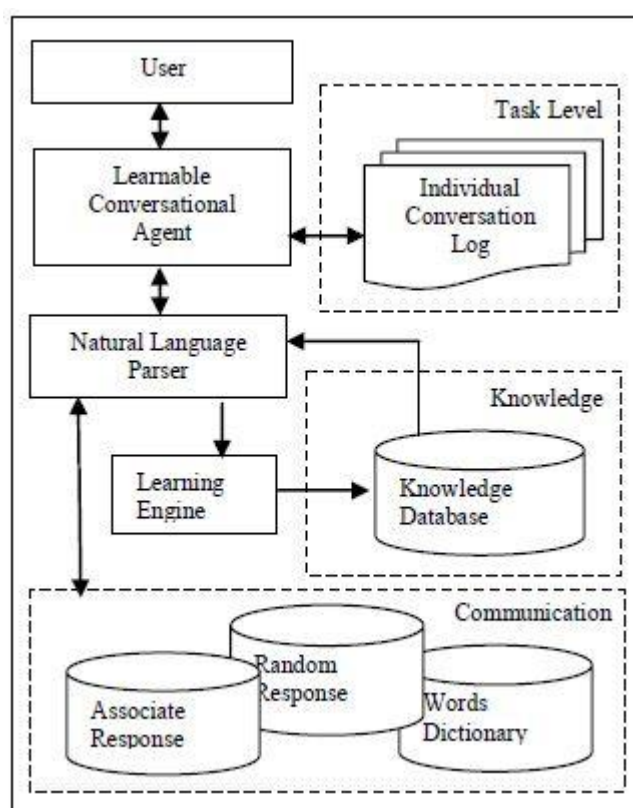 User
Task Level
Learnable
Conversational
Agent
Individual
Conversation
Log
Natural Language
Parser
Knowledge
Learning
Engine
Knowledge
Database
Communication
Random
Response
Associate
Response
Words
Dictionary